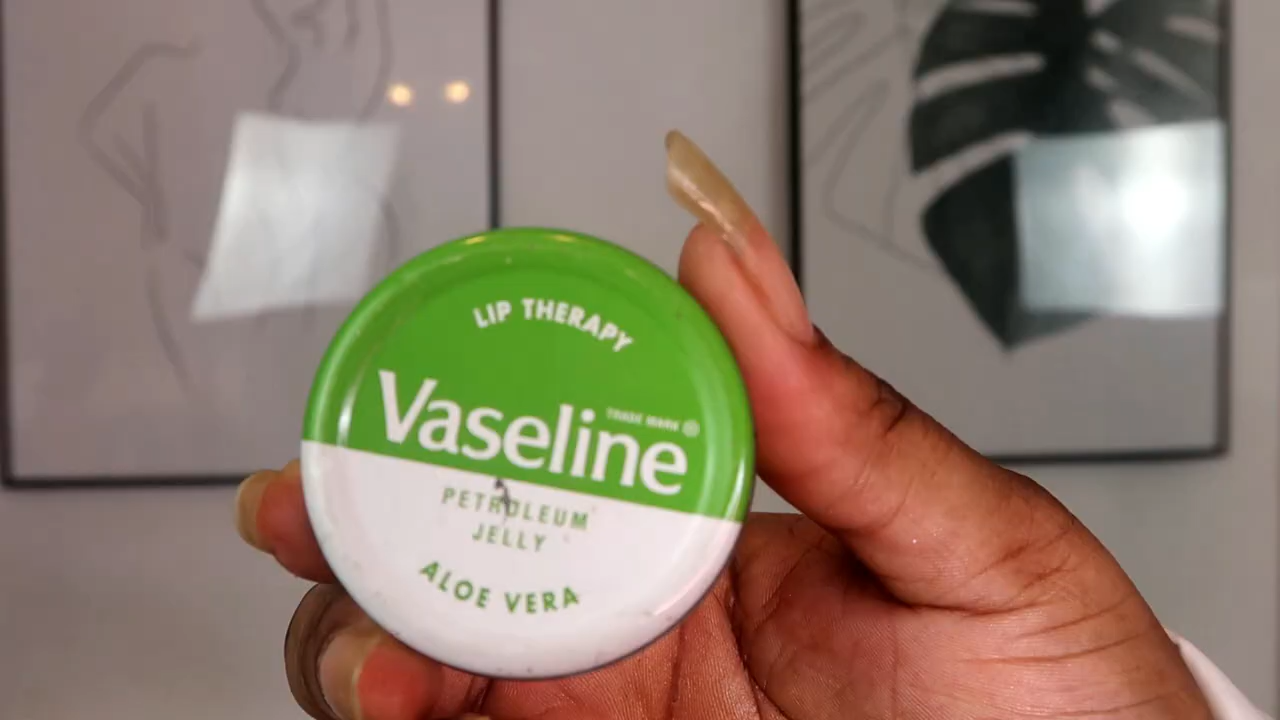 LIP THERAPY
Vaseline
TRADE MARK
PETROLEUM
JELLY
ALOE VERA